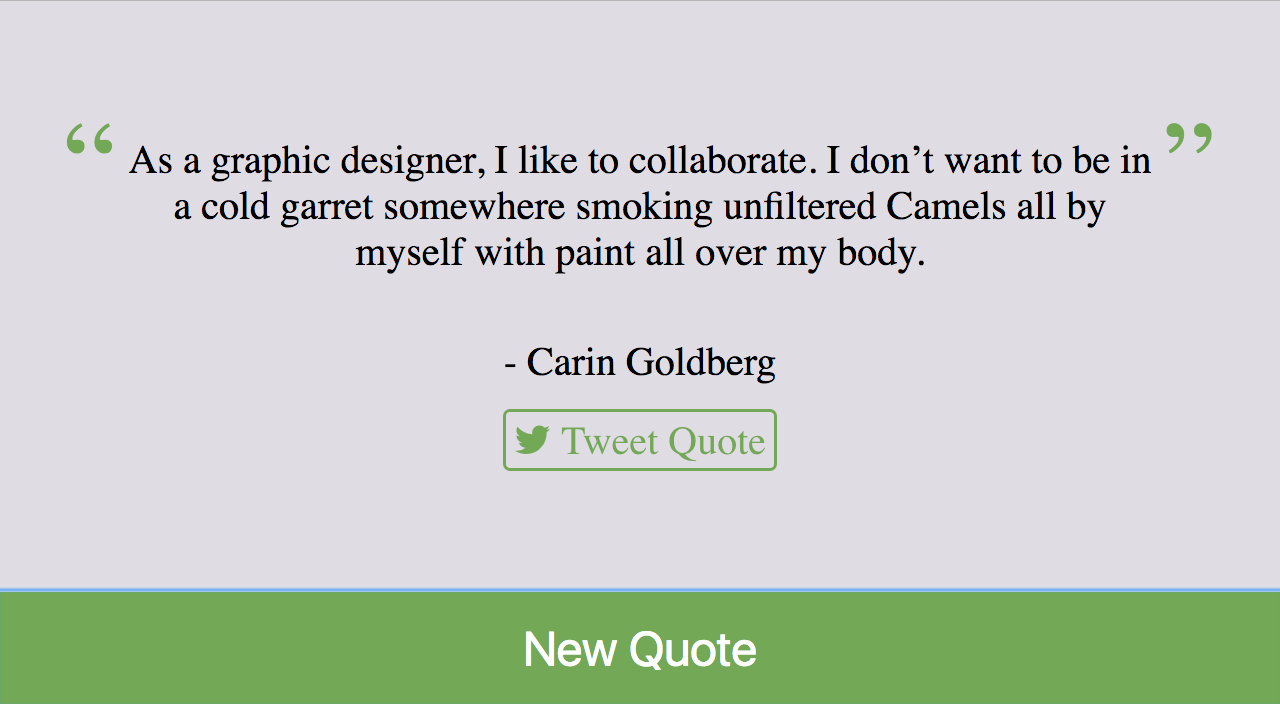 “ As a graphic designer, I like to collaborate. I don’t want to be in ”
a cold garret somewhere smoking unfiltered Camels all by
myself with paint all over my body.
- Carin Goldberg
Tweet Quote
New Quote